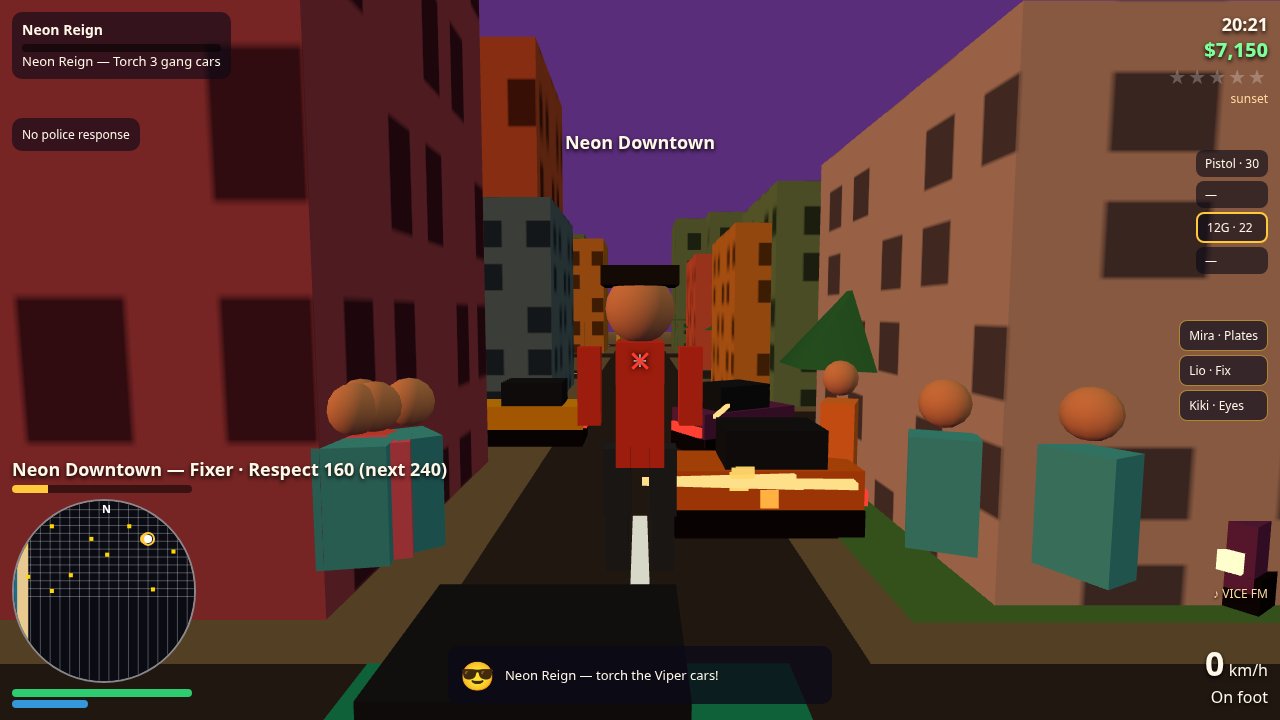 Neon Reign
Neon Reign — Torch 3 gang cars
No police response
Neon Downtown
20:21
$7,150
★★★★★
sunset
Pistol · 30
—
12G · 22
—
Mira · Plates
Lio · Fix
Kiki · Eyes
Neon Downtown — Fixer · Respect 160 (next 240)
N
😎 Neon Reign — torch the Viper cars!
♪ VICE FM
0 km/h
On foot